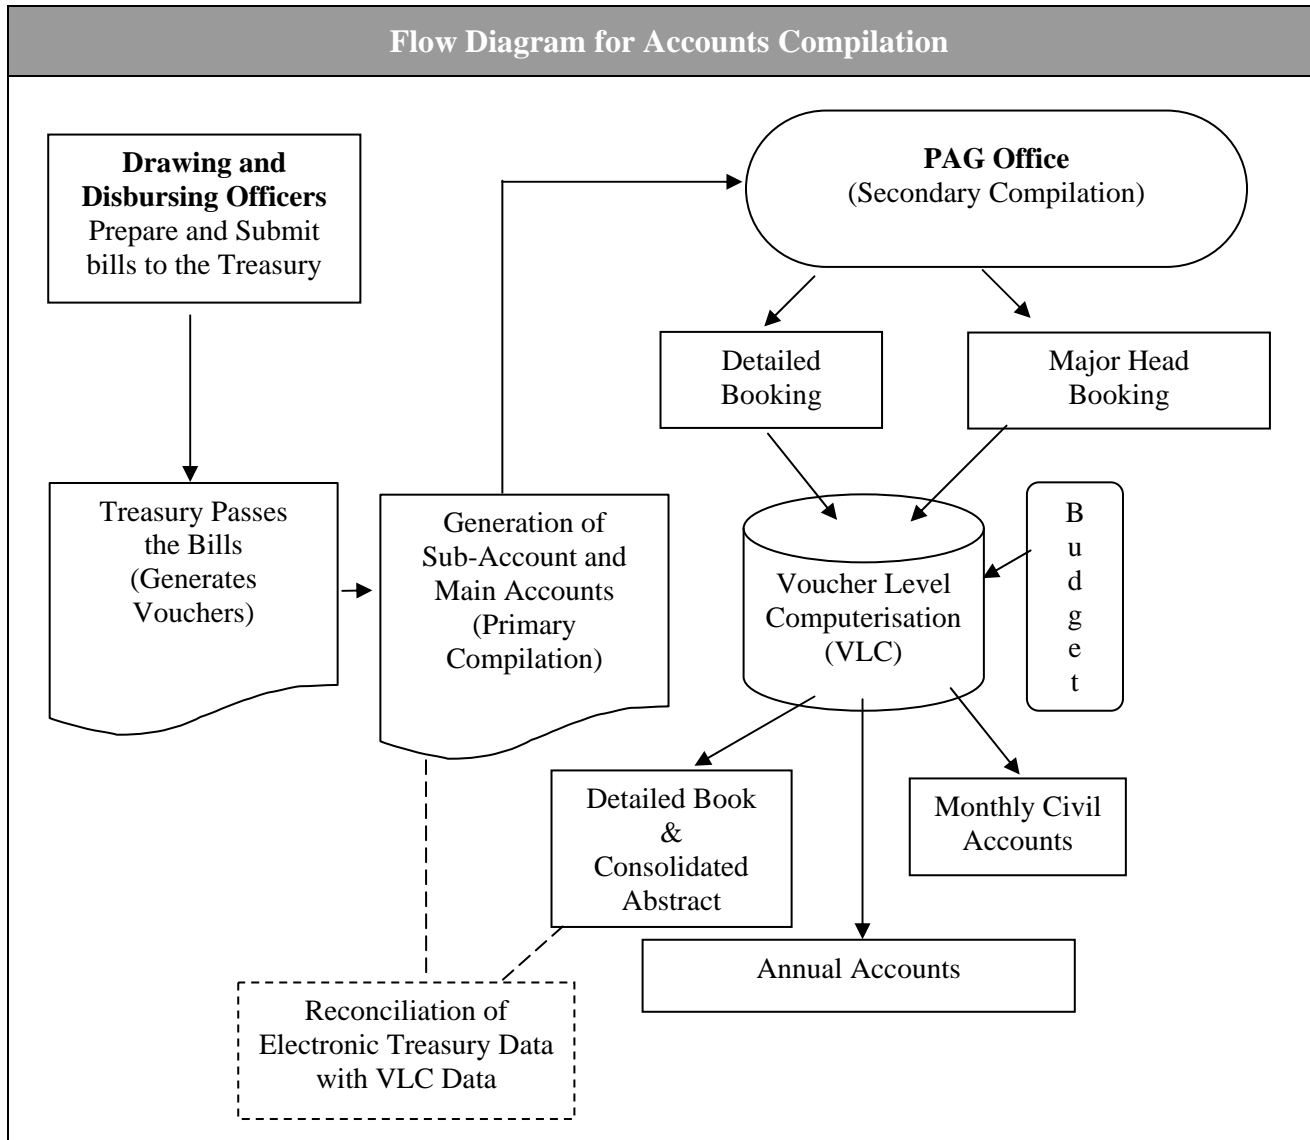 Flow Diagram for Accounts Compilation
Drawing and
Disbursing Officers
Prepare and Submit
bills to the Treasury
PAG Office
(Secondary Compilation)
Detailed
Booking
Major Head
Booking
Treasury Passes
the Bills
(Generates
Vouchers)
Generation of
Sub-Account and
Main Accounts
(Primary
Compilation)
Voucher Level
Computerisation
(VLC)
B
u
d
g
e
t
Detailed Book
&
Consolidated
Abstract
Monthly Civil
Accounts
Annual Accounts
Reconciliation of
Electronic Treasury Data
with VLC Data